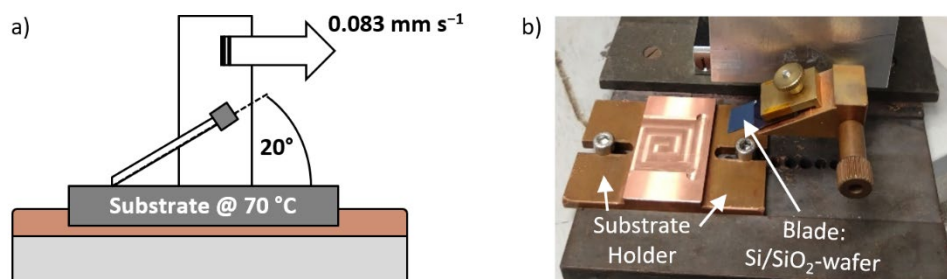 a)
0.083 mm s⁻¹
20°
Substrate @ 70 °C
b)
Substrate
Holder
Blade:
Si/SiO₂-wafer